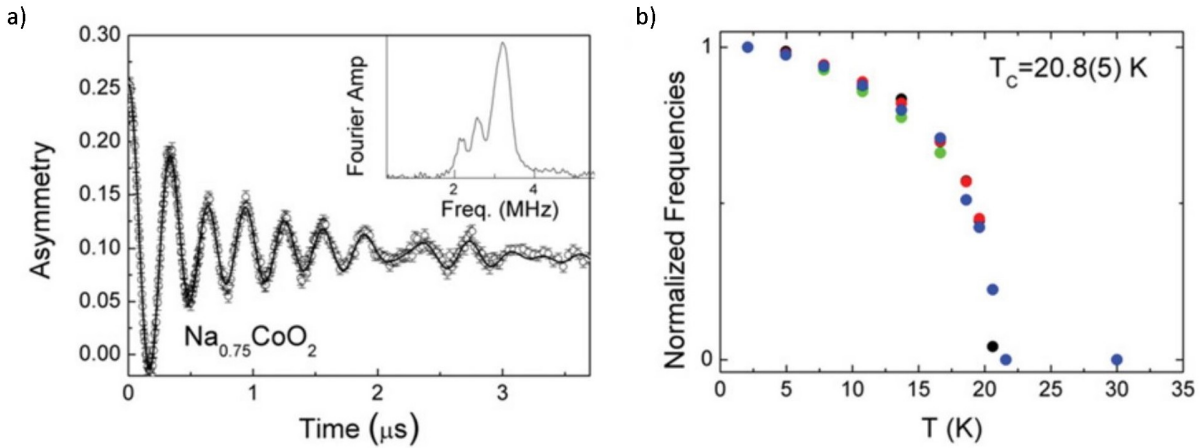 a)
0.30
0.25
0.20
0.15
0.10
0.05
0.00
Asymmetry
0 1 2 3
Time (μs)
Na0.75CoO2
Fourier Amp
2 4
Freq. (MHz)
b)
1
0
Normalized Frequencies
TC=20.8(5) K
0 5 10 15 20 25 30 35
T (K)